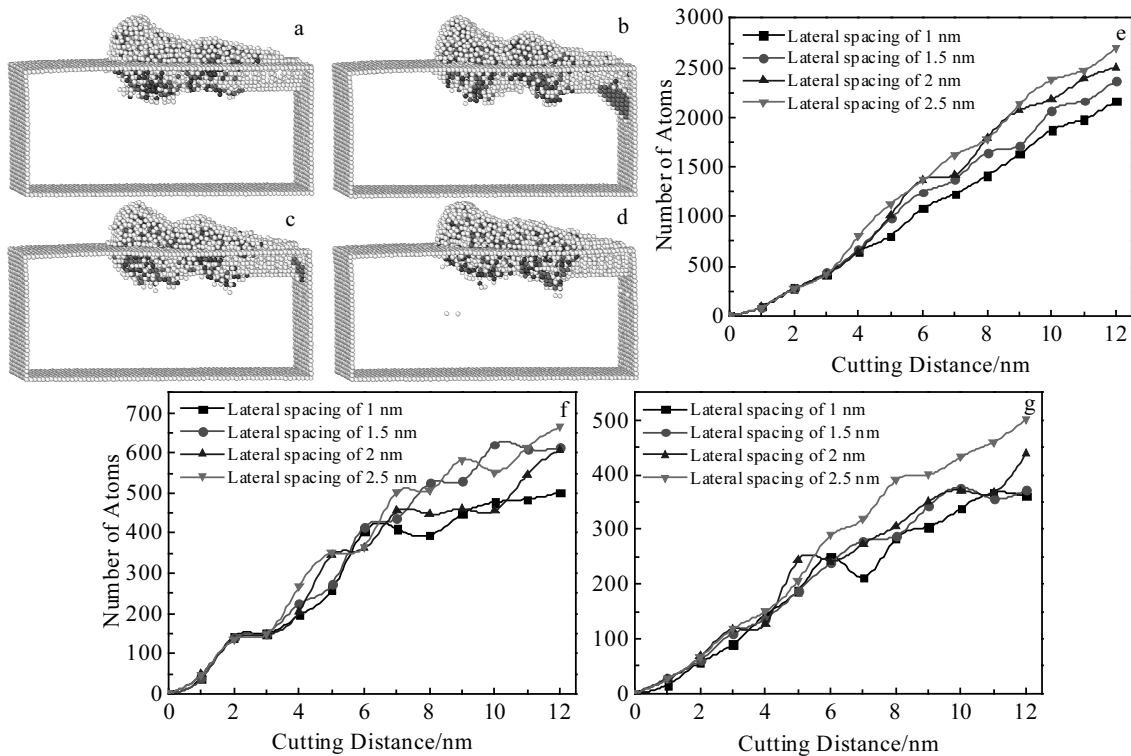 a
b
c
d
e
3000
2500
2000
1500
1000
500
0
Number of Atoms
Lateral spacing of 1 nm
Lateral spacing of 1.5 nm
Lateral spacing of 2 nm
Lateral spacing of 2.5 nm
0 2 4 6 8 10 12
Cutting Distance/nm
f
700
600
500
400
300
200
100
0
Number of Atoms
Lateral spacing of 1 nm
Lateral spacing of 1.5 nm
Lateral spacing of 2 nm
Lateral spacing of 2.5 nm
0 2 4 6 8 10 12
Cutting Distance/nm
g
500
400
300
200
100
0
Number of Atoms
Lateral spacing of 1 nm
Lateral spacing of 1.5 nm
Lateral spacing of 2 nm
Lateral spacing of 2.5 nm
0 2 4 6 8 10 12
Cutting Distance/nm